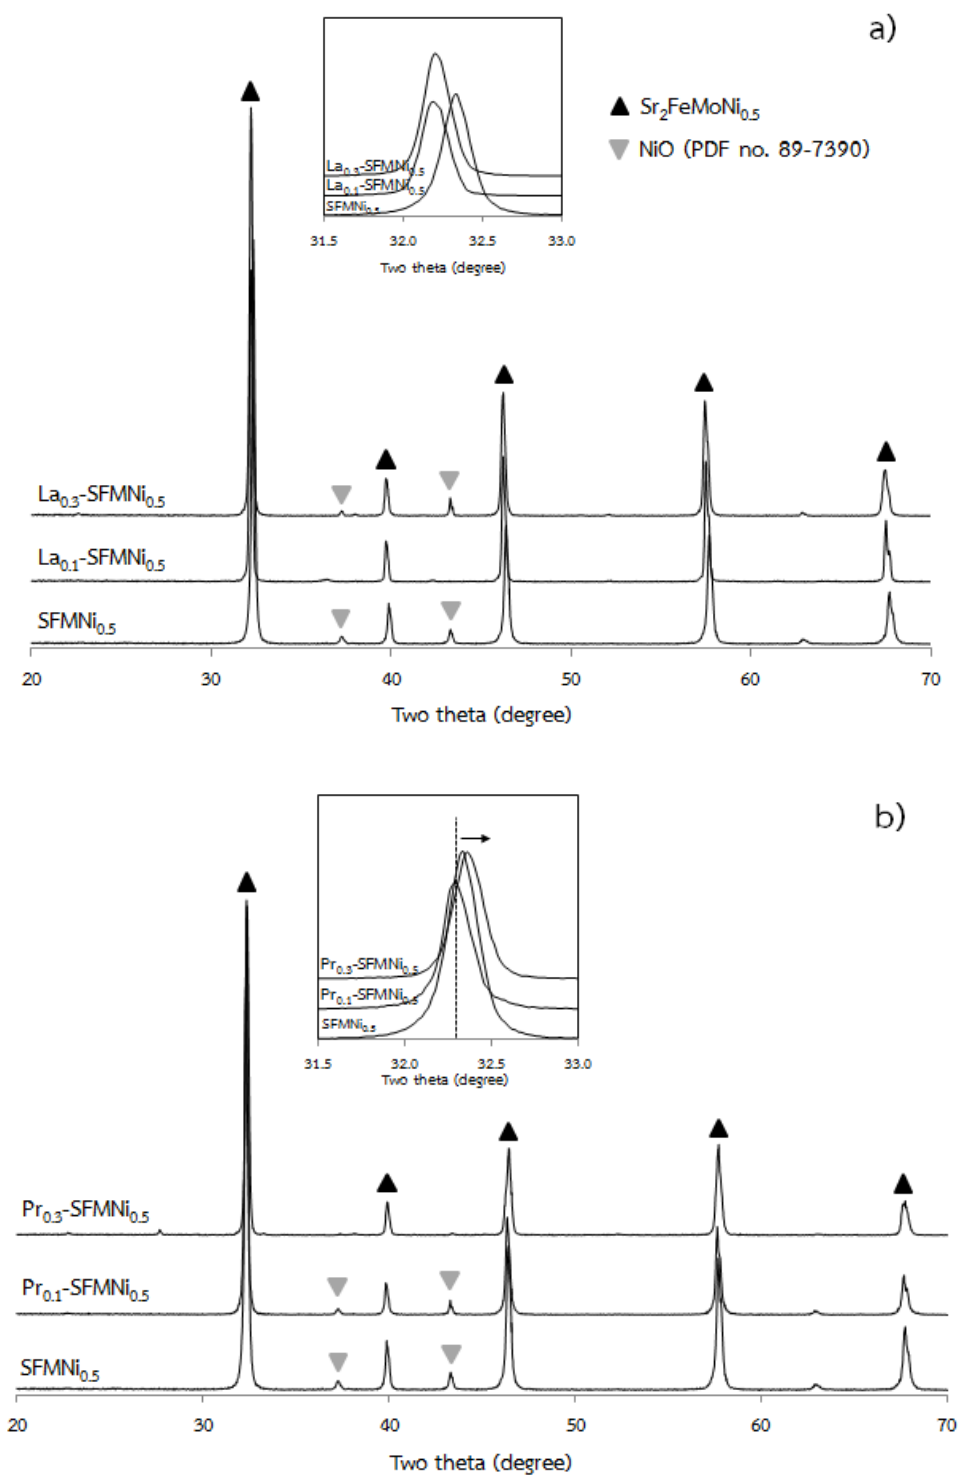 a)
Sr₂FeMoNi₀.₅
NiO (PDF no. 89-7390)
La₀.₃-SFMNi₀.₅
La₀.₁-SFMNi₀.₅
SFMNi₀.₅
31.5 32.0 32.5 33.0
Two theta (degree)
La₀.₃-SFMNi₀.₅
La₀.₁-SFMNi₀.₅
SFMNi₀.₅
20 30 40 50 60 70
Two theta (degree)
b)
Pr₀.₃-SFMNi₀.₅
Pr₀.₁-SFMNi₀.₅
SFMNi₀.₅
31.5 32.0 32.5 33.0
Two theta (degree)
Pr₀.₃-SFMNi₀.₅
Pr₀.₁-SFMNi₀.₅
SFMNi₀.₅
20 30 40 50 60 70
Two theta (degree)